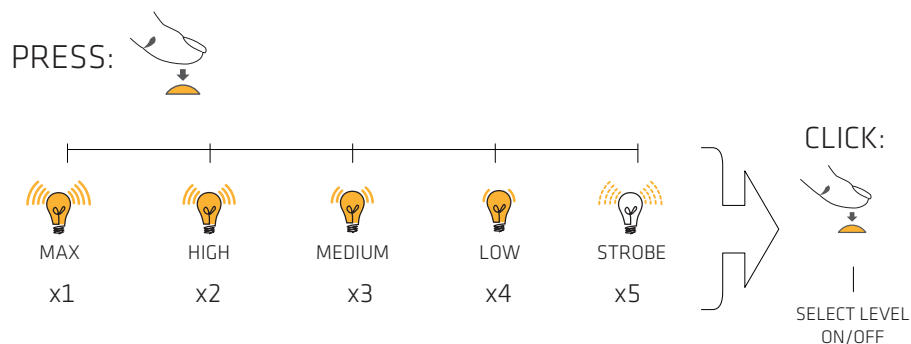 PRESS:
CLICK:
MAX
HIGH
MEDIUM
LOW
STROBE
x1
x2
x3
x4
x5
SELECT LEVEL
ON/OFF